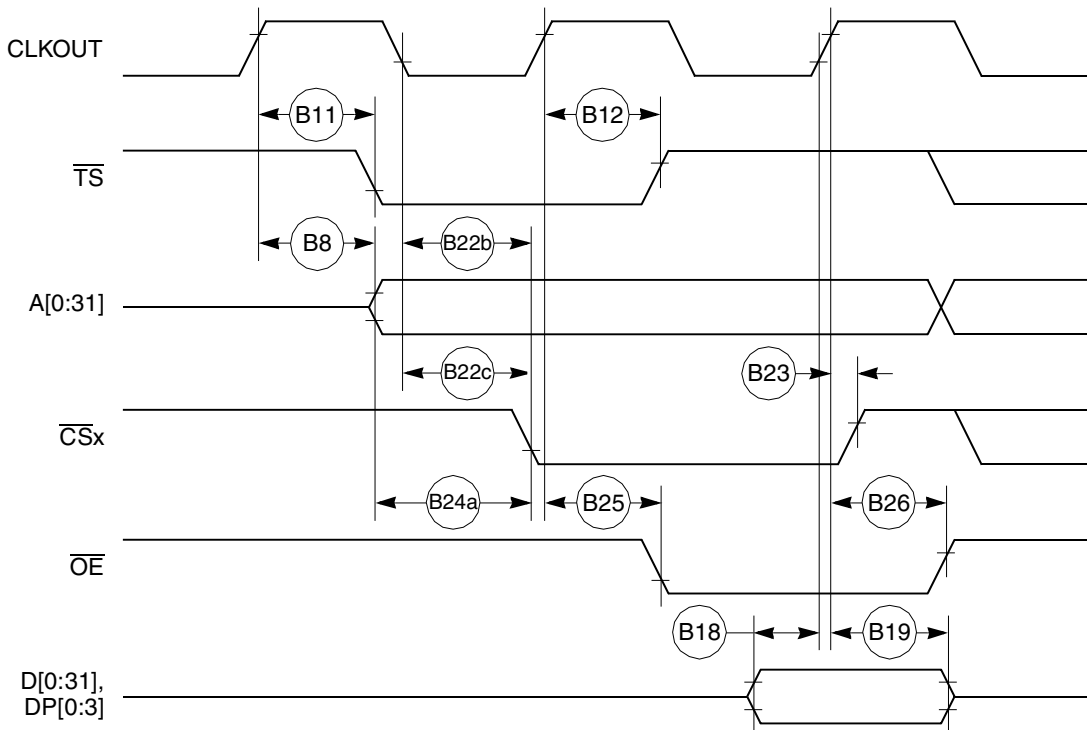 CLKOUT
B11
B12
TS
B8
B22b
A[0:31]
B22c
B23
CSx
B24a
B25
B26
OE
B18
B19
D[0:31],
DP[0:3]